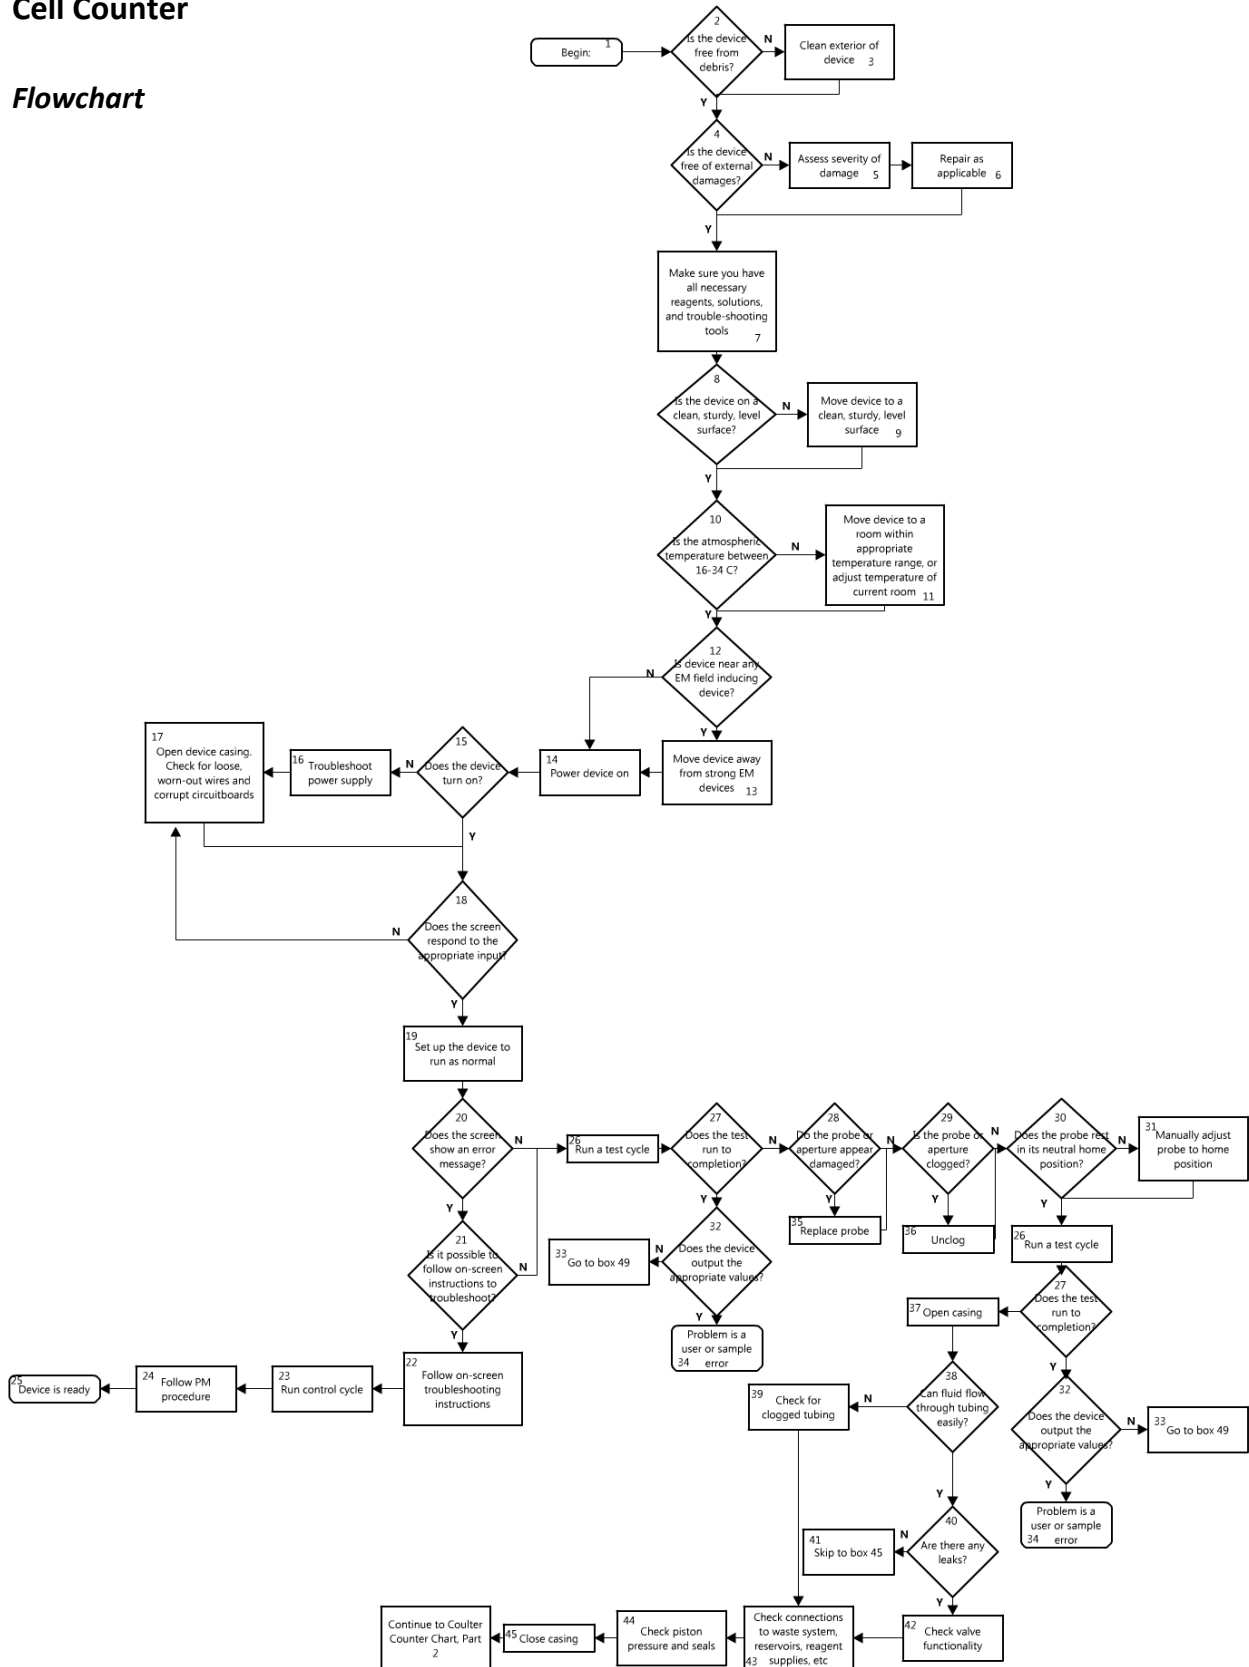 Cell Counter
Flowchart
Begin:
1
2
Is the device
free from
debris?
N
Clean exterior of
device 3
Y
4
Is the device
free of external
damages?
N
Assess severity of
damage 5
Repair as
applicable 6
Y
Make sure you have
all necessary
reagents, solutions,
and trouble-shooting
tools
7
8
Is the device on a
clean, sturdy, level
surface?
N
Move device to a
clean, sturdy, level
surface 9
Y
10
Is the atmospheric
temperature between
16-34 C?
N
Move device to a
room within
appropriate
temperature range, or
adjust temperature of
current room 11
Y
12
Is device near any
EM field inducing
device?
N
Y
Move device away
from strong EM
devices 13
14
Power device on
15
Does the device
turn on?
N
16
Troubleshoot
power supply
17
Open device casing.
Check for loose,
worn-out wires and
corrupt circuitboards
Y
18
Does the screen
respond to the
appropriate input?
N
Y
19
Set up the device to
run as normal
20
Does the screen
show an error
message?
N
Y
21
Is it possible to
follow on-screen
instructions to
troubleshoot?
N
Y
22
Follow on-screen
troubleshooting
instructions
23
Run control cycle
24
Follow PM
procedure
25
Device is ready
26
Run a test cycle
27
Does the test
run to
completion?
N
Y
28
Do the probe or
aperture appear
damaged?
N
Y
35
Replace probe
29
Is the probe or
aperture
clogged?
N
Y
36
Unclog
30
Does the probe rest
in its neutral home
position?
N
31
Manually adjust
probe to home
position
Y
32
Does the device
output the
appropriate values?
N
33
Go to box 49
Y
Problem is a
user or sample
34 error
26
Run a test cycle
27
Does the test
run to
completion?
Y
37
Open casing
38
Can fluid flow
through tubing
easily?
N
39
Check for
clogged tubing
Y
32
Does the device
output the
appropriate values?
N
33
Go to box 49
Y
Problem is a
user or sample
34 error
40
Are there any
leaks?
N
41
Skip to box 45
Y
42
Check valve
functionality
Check connections
to waste system,
reservoirs, reagent
43 supplies, etc
44
Check piston
pressure and seals
45
Close casing
Continue to Coulter
Counter Chart, Part
2